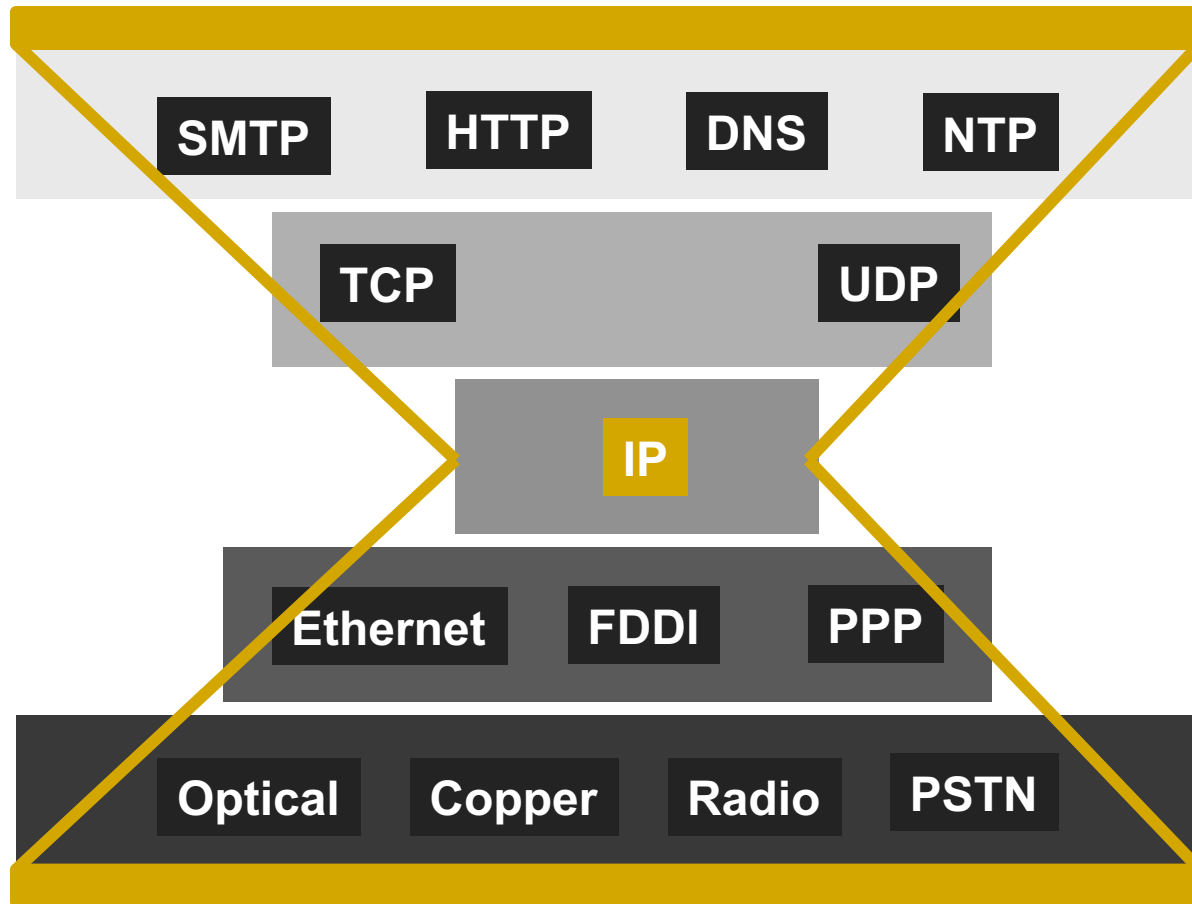 SMTP HTTP DNS NTP
TCP UDP
IP
Ethernet FDDI PPP
Optical Copper Radio PSTN